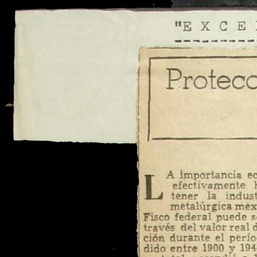 "E X C E
Protecc
LA importancia ec
efectivamente h
tener la indust
metalúrgica mex
Fisco federal puede s
través del valor real d
ción durante el perío
dido entre 1900 y 194